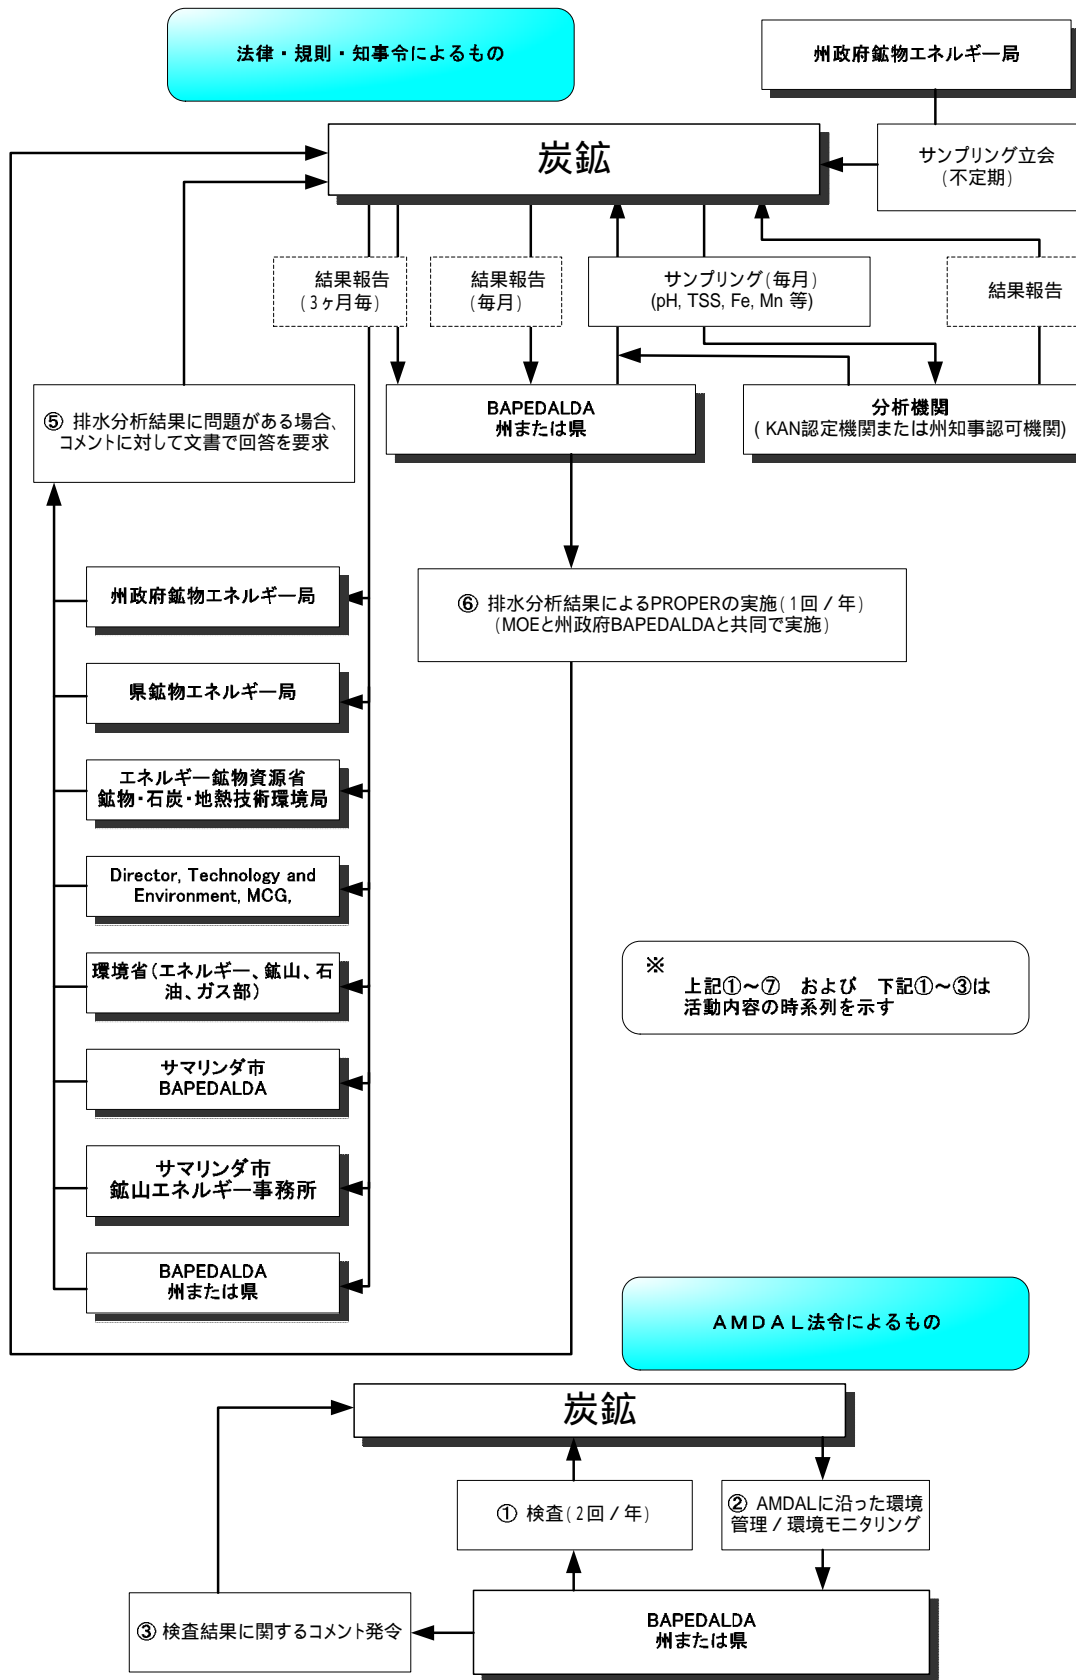 法律・規則・知事令によるもの
州政府鉱物エネルギー局
炭鉱
サンプリング立会
(不定期)
結果報告
(3ヶ月毎)
結果報告
(毎月)
サンプリング(毎月)
(pH, TSS, Fe, Mn 等)
結果報告
⑤ 排水分析結果に問題がある場合、
コメントに対して文書で回答を要求
BAPEDALDA
州または県
分析機関
( KAN認定機関または州知事認可機関)
州政府鉱物エネルギー局
⑥ 排水分析結果によるPROPERの実施(1回/年)
(MOEと州政府BAPEDALDAと共同で実施)
県鉱物エネルギー局
エネルギー鉱物資源省
鉱物・石炭・地熱技術環境局
Director, Technology and
Environment, MCG,
環境省(エネルギー、鉱山、石
油、ガス部)
※
上記①～⑦ および 下記①～③は
活動内容の時系列を示す
サマリンダ市
BAPEDALDA
サマリンダ市
鉱山エネルギー事務所
BAPEDALDA
州または県
AMDAL法令によるもの
炭鉱
① 検査(2回/年)
② AMDALに沿った環境
管理/環境モニタリング
③ 検査結果に関するコメント発令
BAPEDALDA
州または県